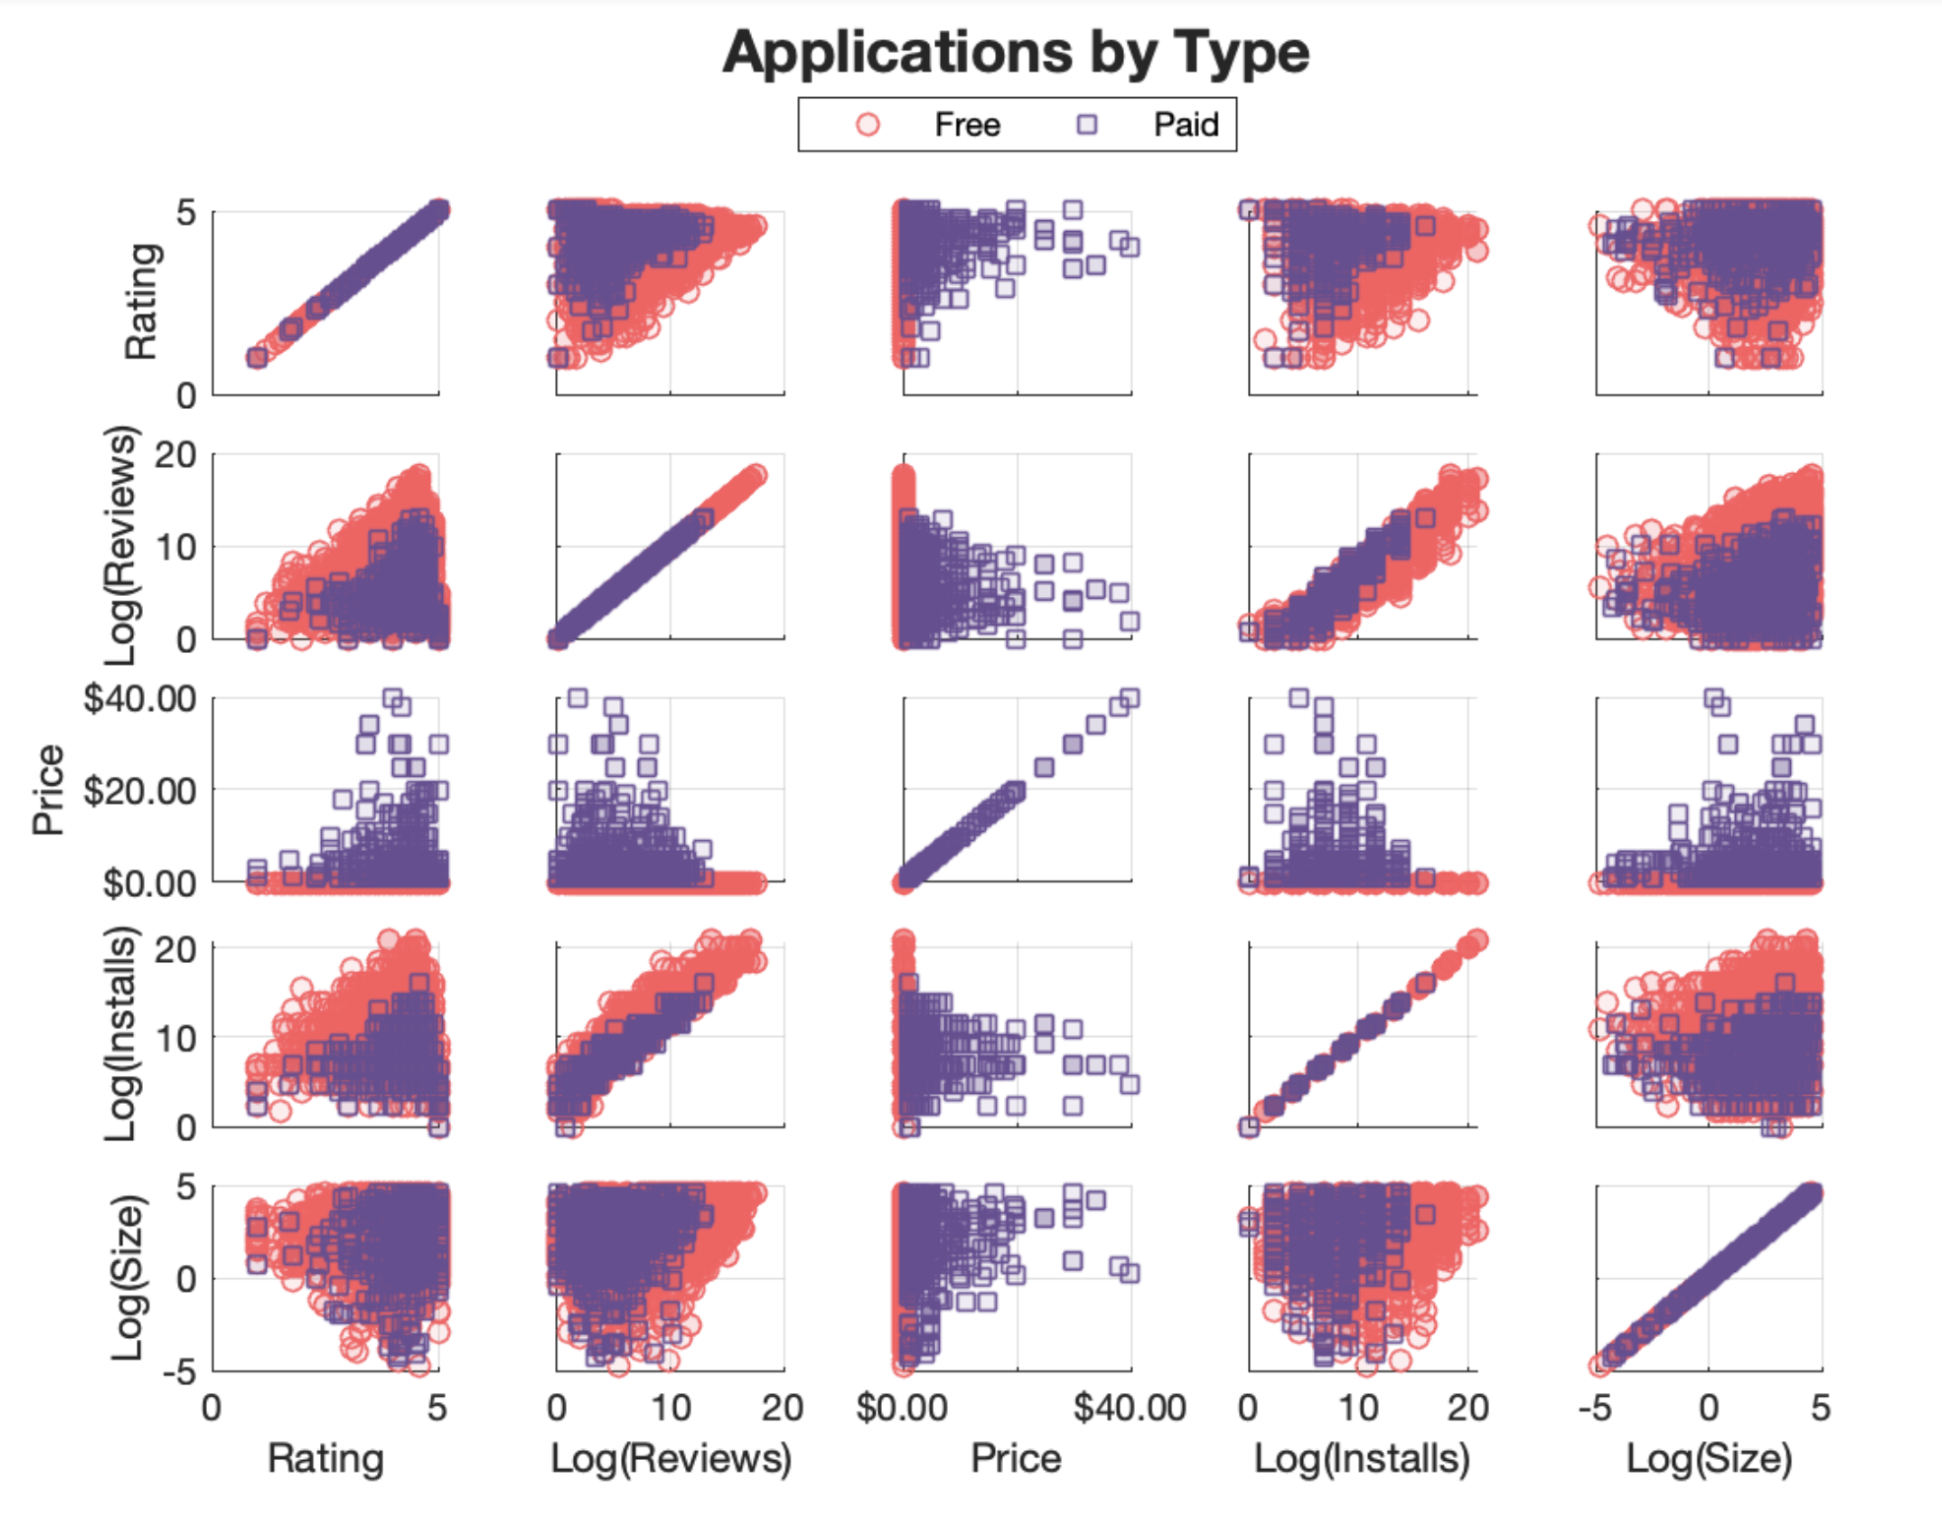 Applications by Type
Free Paid
Rating
5
0
Log(Reviews)
20
10
0
Price
$40.00
$20.00
$0.00
Log(Installs)
20
10
0
Log(Size)
5
0
-5
0 5 0 10 20 $0.00 $40.00 0 10 20 -5 0 5
Rating Log(Reviews) Price Log(Installs) Log(Size)